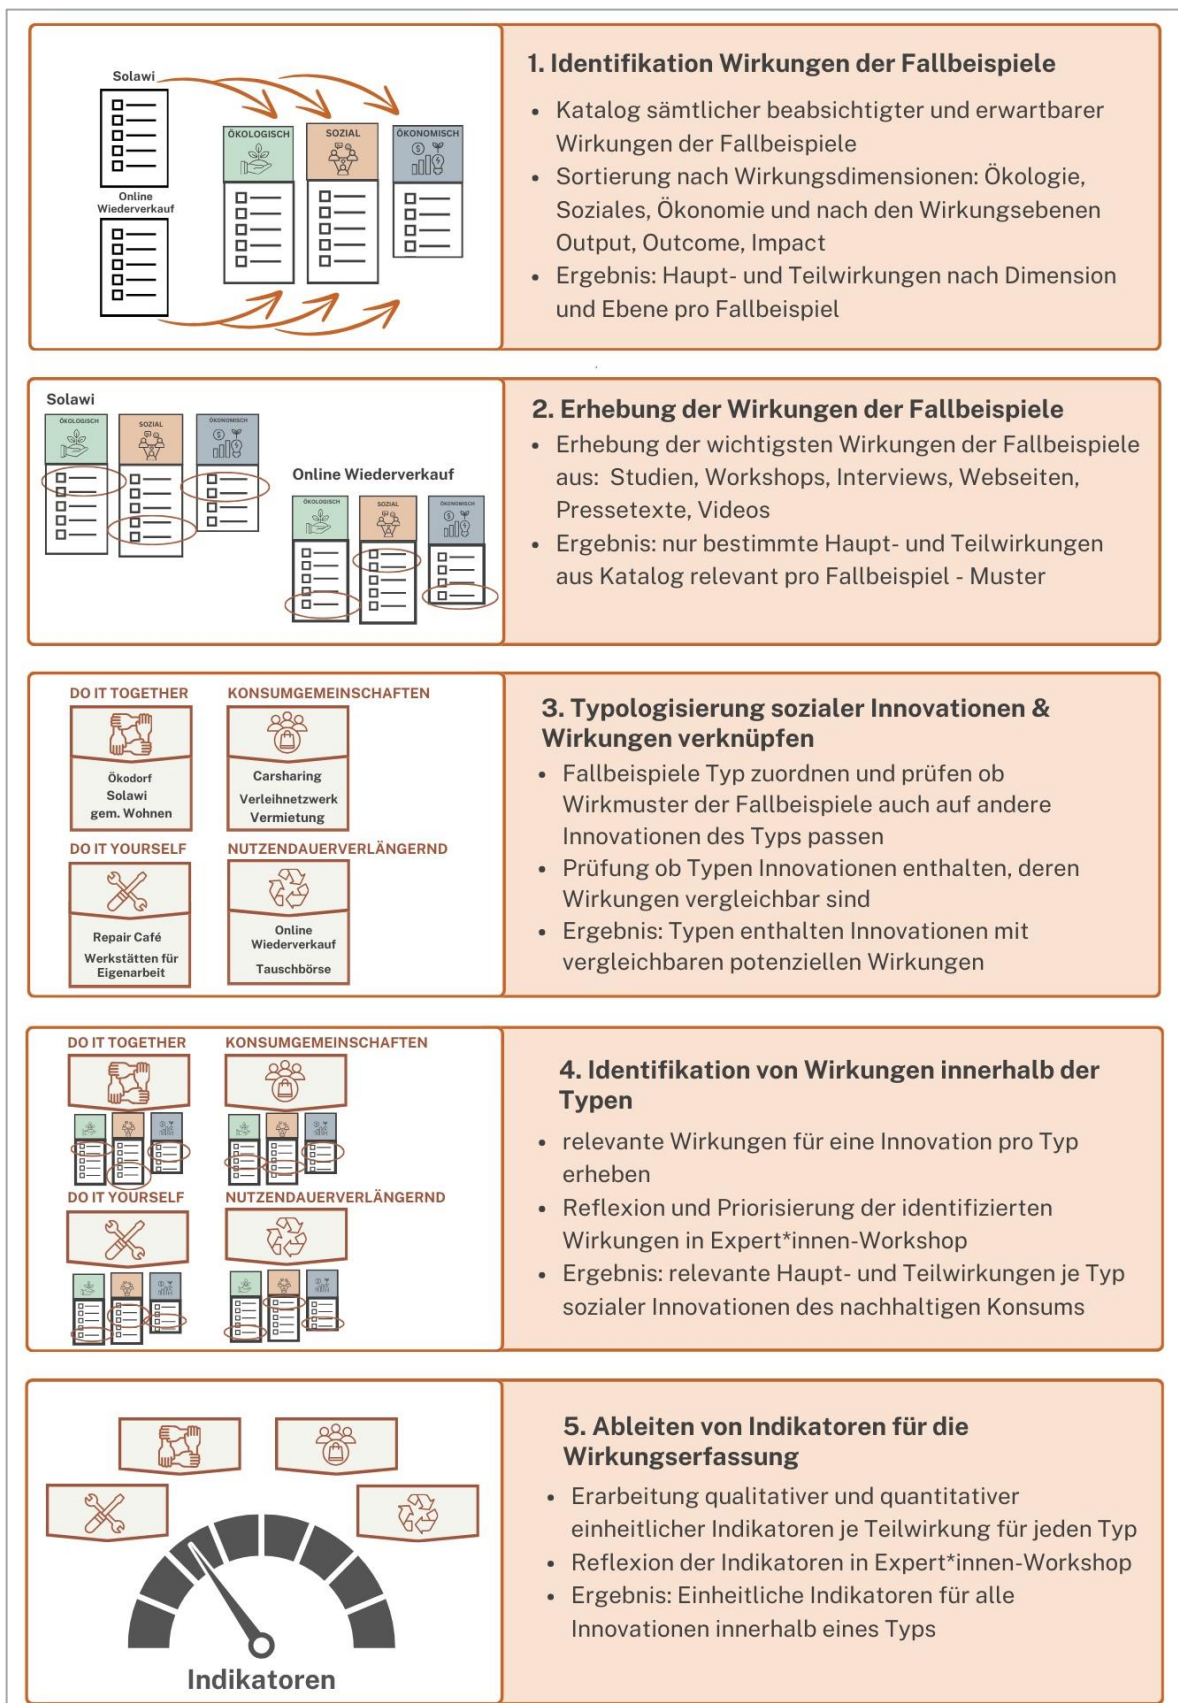 Solawi
Online
Wiederverkauf
ÖKOLOGISCH
SOZIAL
ÖKONOMISCH
1. Identifikation Wirkungen der Fallbeispiele
• Katalog sämtlicher beabsichtigter und erwartbarer
Wirkungen der Fallbeispiele
• Sortierung nach Wirkungsdimensionen: Ökologie,
Soziales, Ökonomie und nach den Wirkungsebenen
Output, Outcome, Impact
• Ergebnis: Haupt- und Teilwirkungen nach Dimension
und Ebene pro Fallbeispiel
Solawi
ÖKOLOGISCH
SOZIAL
ÖKONOMISCH
Online Wiederverkauf
ÖKOLOGISCH
SOZIAL
ÖKONOMISCH
2. Erhebung der Wirkungen der Fallbeispiele
• Erhebung der wichtigsten Wirkungen der Fallbeispiele
aus: Studien, Workshops, Interviews, Webseiten,
Pressetexte, Videos
• Ergebnis: nur bestimmte Haupt- und Teilwirkungen
aus Katalog relevant pro Fallbeispiel - Muster
DO IT TOGETHER
Ökodorf
Solawi
gem. Wohnen
KONSUMGEMEINSCHAFTEN
Carsharing
Verleihnetzwerk
Vermietung
DO IT YOURSELF
Repair Café
Werkstätten für
Eigenarbeit
NUTZENDAUERVERLÄNGERND
Online
Wiederverkauf
Tauschbörse
3. Typologisierung sozialer Innovationen &
Wirkungen verknüpfen
• Fallbeispiele Typ zuordnen und prüfen ob
Wirkmuster der Fallbeispiele auch auf andere
Innovationen des Typs passen
• Prüfung ob Typen Innovationen enthalten, deren
Wirkungen vergleichbar sind
• Ergebnis: Typen enthalten Innovationen mit
vergleichbaren potenziellen Wirkungen
DO IT TOGETHER
KONSUMGEMEINSCHAFTEN
DO IT YOURSELF
NUTZENDAUERVERLÄNGERND
4. Identifikation von Wirkungen innerhalb der
Typen
• relevante Wirkungen für eine Innovation pro Typ
erheben
• Reflexion und Priorisierung der identifizierten
Wirkungen in Expert*innen-Workshop
• Ergebnis: relevante Haupt- und Teilwirkungen je Typ
sozialer Innovationen des nachhaltigen Konsums
Indikatoren
5. Ableiten von Indikatoren für die
Wirkungserfassung
• Erarbeitung qualitativer und quantitativer
einheitlicher Indikatoren je Teilwirkung für jeden Typ
• Reflexion der Indikatoren in Expert*innen-Workshop
• Ergebnis: Einheitliche Indikatoren für alle
Innovationen innerhalb eines Typs